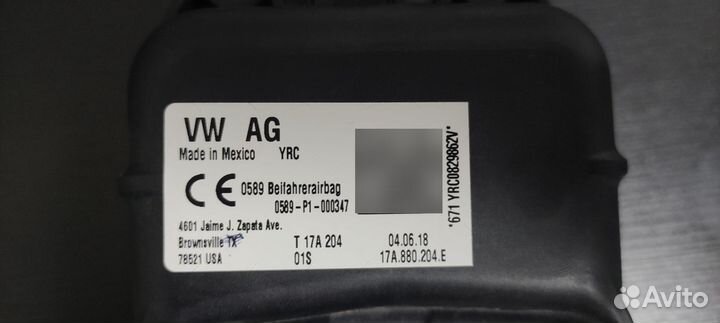 VW AG
Made in Mexico YRC
CE 0589 Beifahrerairbag
0589-P1-000347
4601 Jaime J. Zapata Ave.
Brownsville TX
78521 USA
T 17A 204 04.06.18
01S 17A.880.204.E
*671 YRC0829862V*
Avito